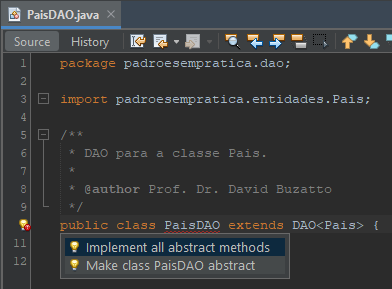 PaisDAO.java
Source History
1 package padroesempratica.dao;
2
3 import padroesempratica.entidades.Pais;
4
5 /**
6 * DAO para a classe Pais.
7 *
8 * @author Prof. Dr. David Buzatto
9 */
public class PaisDAO extends DAO<Pais> {
11 Implement all abstract methods
12 Make class PaisDAO abstract